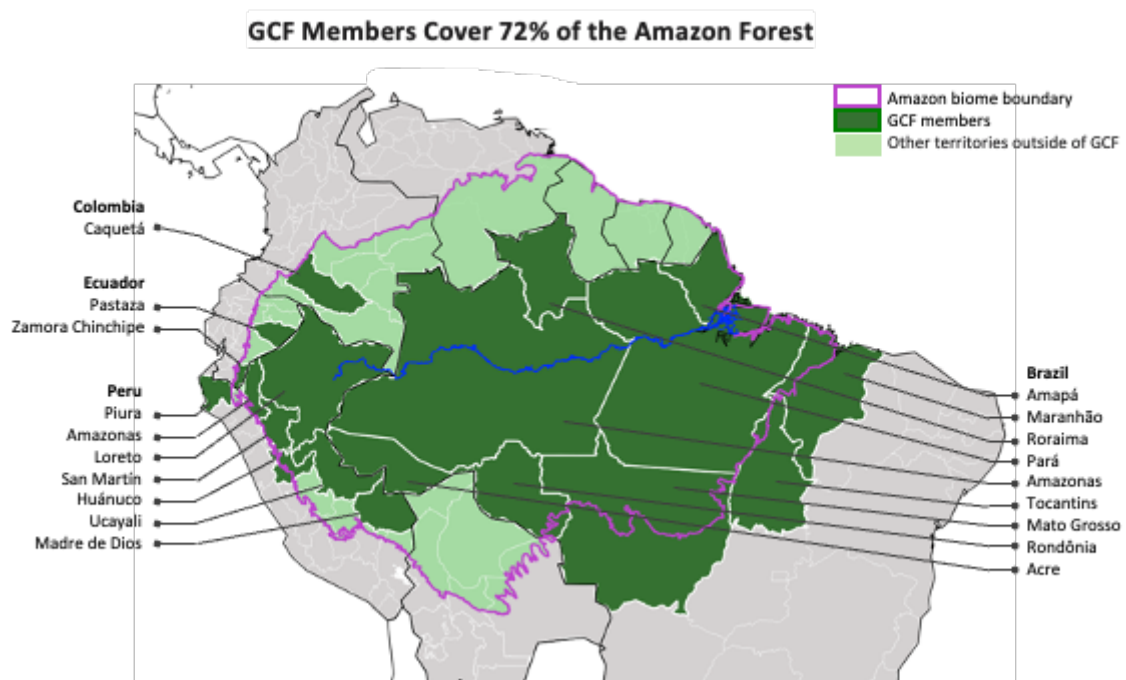 GCF Members Cover 72% of the Amazon Forest
Amazon biome boundary
GCF members
Other territories outside of GCF
Colombia
Caquetá
Ecuador
Pastaza
Zamora Chinchipe
Peru
Piura
Amazonas
Loreto
San Martín
Huánuco
Ucayali
Madre de Dios
Brazil
Amapá
Maranhão
Roraima
Pará
Amazonas
Tocantins
Mato Grosso
Rondônia
Acre